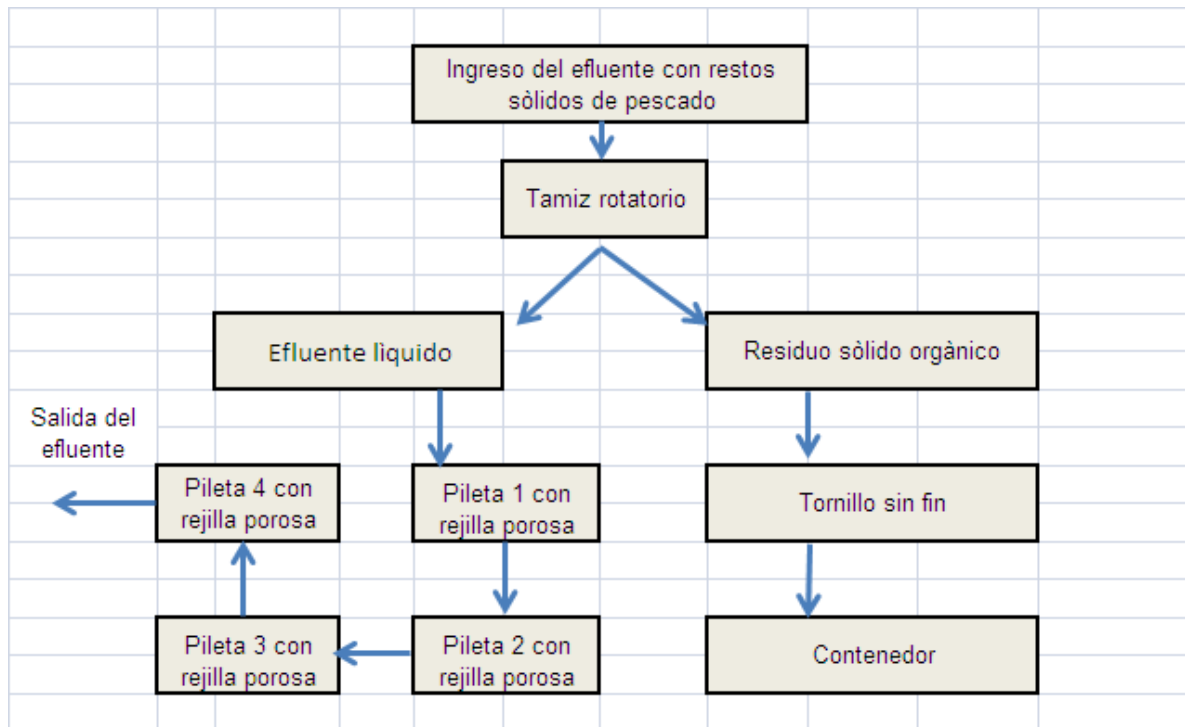 Ingreso del efluente con restos
sòlidos de pescado
Tamiz rotatorio
Efluente lìquido
Residuo sòlido orgànico
Salida del
efluente
Pileta 4 con
rejilla porosa
Pileta 1 con
rejilla porosa
Tornillo sin fin
Pileta 3 con
rejilla porosa
Pileta 2 con
rejilla porosa
Contenedor